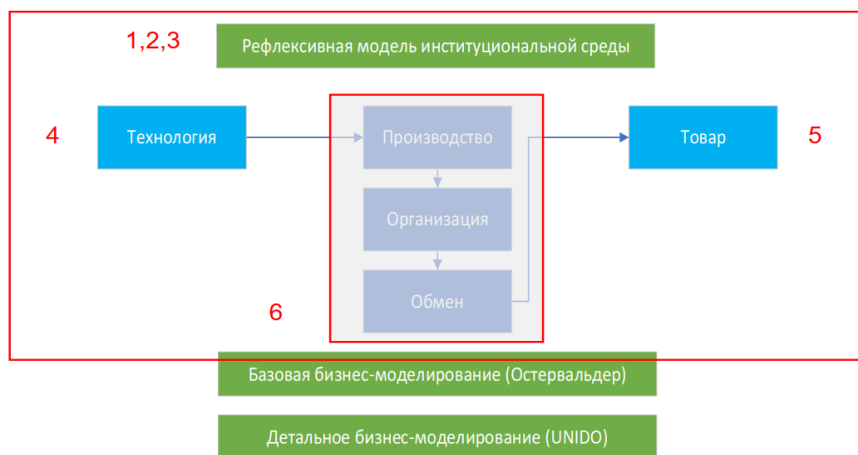 1,2,3
Рефлексивная модель институциональной среды
4
Технология
Производство
Товар
5
Организация
Обмен
6
Базовая бизнес-моделирование (Остервальдер)
Детальное бизнес-моделирование (UNIDO)